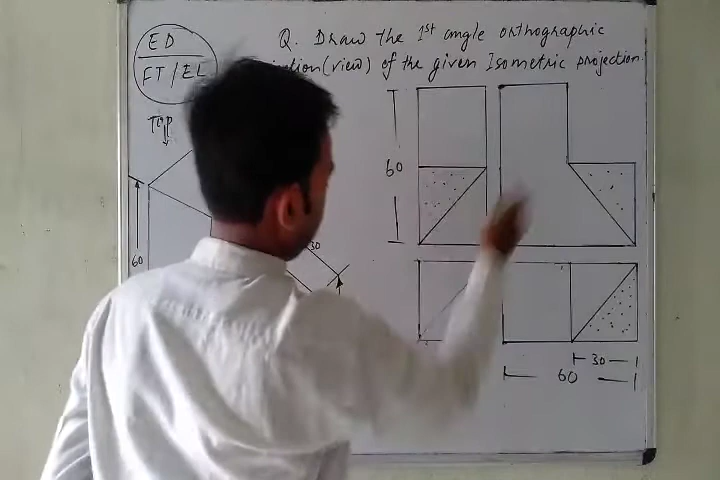 ED
FT/EL
Q. Draw the 1st angle orthographic
(view) of the given Isometric projection.
TOP
60
30
60
30
60